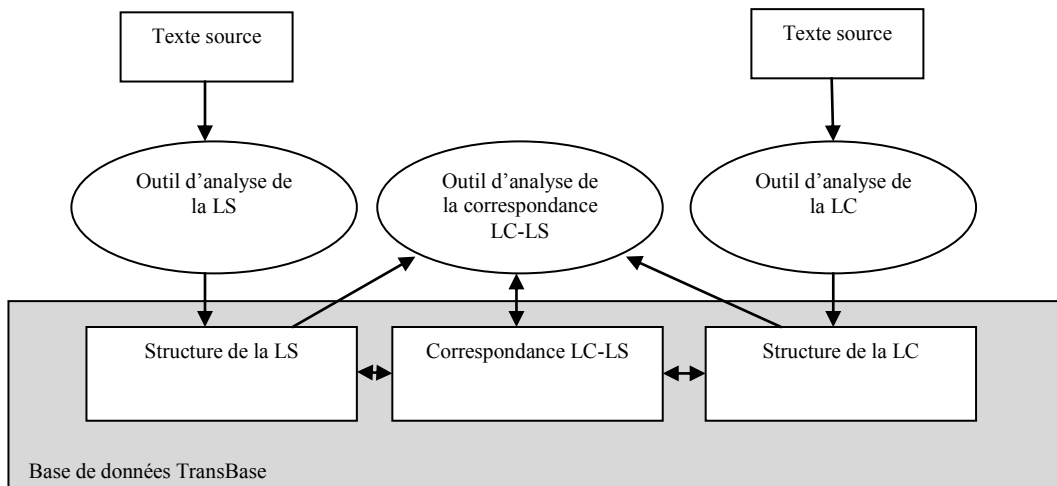 Texte source
Texte source
Outil d'analyse de
la LS
Outil d'analyse de
la correspondance
LC-LS
Outil d'analyse de
la LC
Structure de la LS
Correspondance LC-LS
Structure de la LC
Base de données TransBase